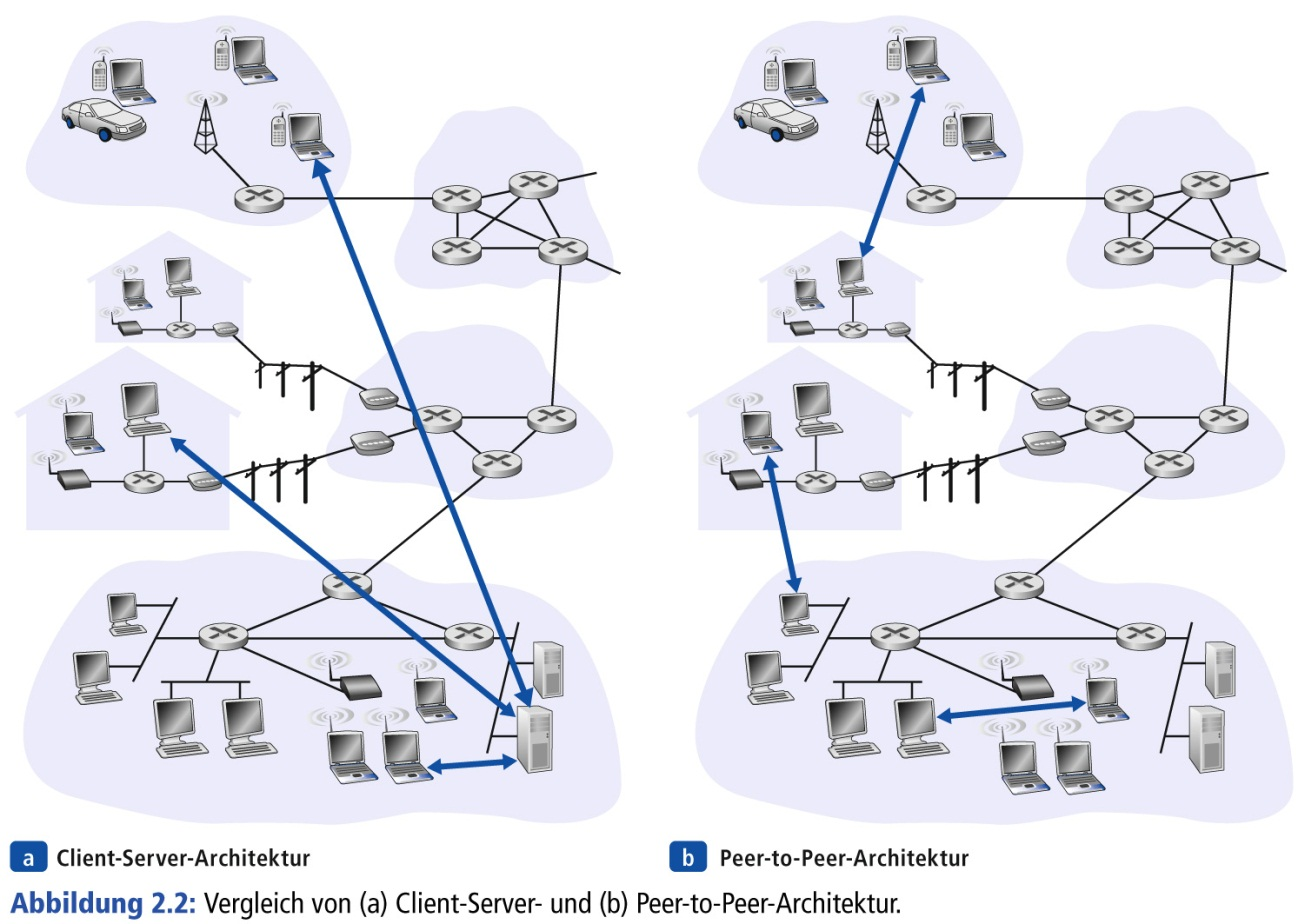 a Client-Server-Architektur
b Peer-to-Peer-Architektur
Abbildung 2.2: Vergleich von (a) Client-Server- und (b) Peer-to-Peer-Architektur.